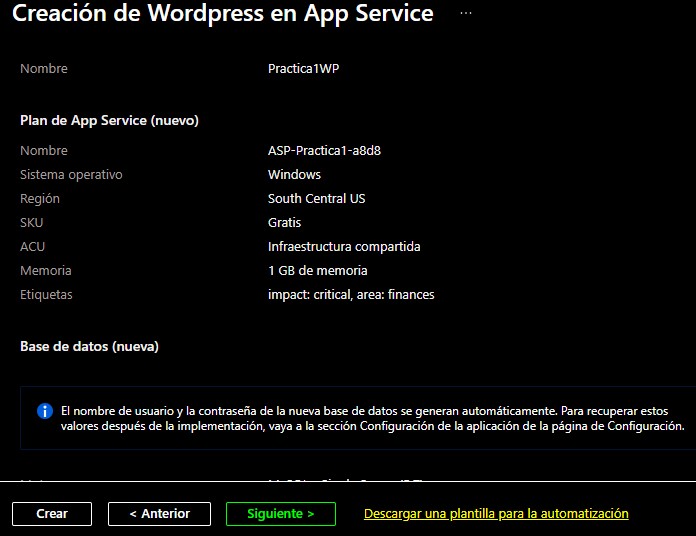 Creación de Wordpress en App Service ...
Nombre Practica1WP
Plan de App Service (nuevo)
Nombre ASP-Practica1-a8d8
Sistema operativo Windows
Región South Central US
SKU Gratis
ACU Infraestructura compartida
Memoria 1 GB de memoria
Etiquetas impact: critical, area: finances
Base de datos (nueva)
El nombre de usuario y la contraseña de la nueva base de datos se generan automáticamente. Para recuperar estos
valores después de la implementación, vaya a la sección Configuración de la aplicación de la página de Configuración.
Crear < Anterior Siguiente > Descargar una plantilla para la automatización